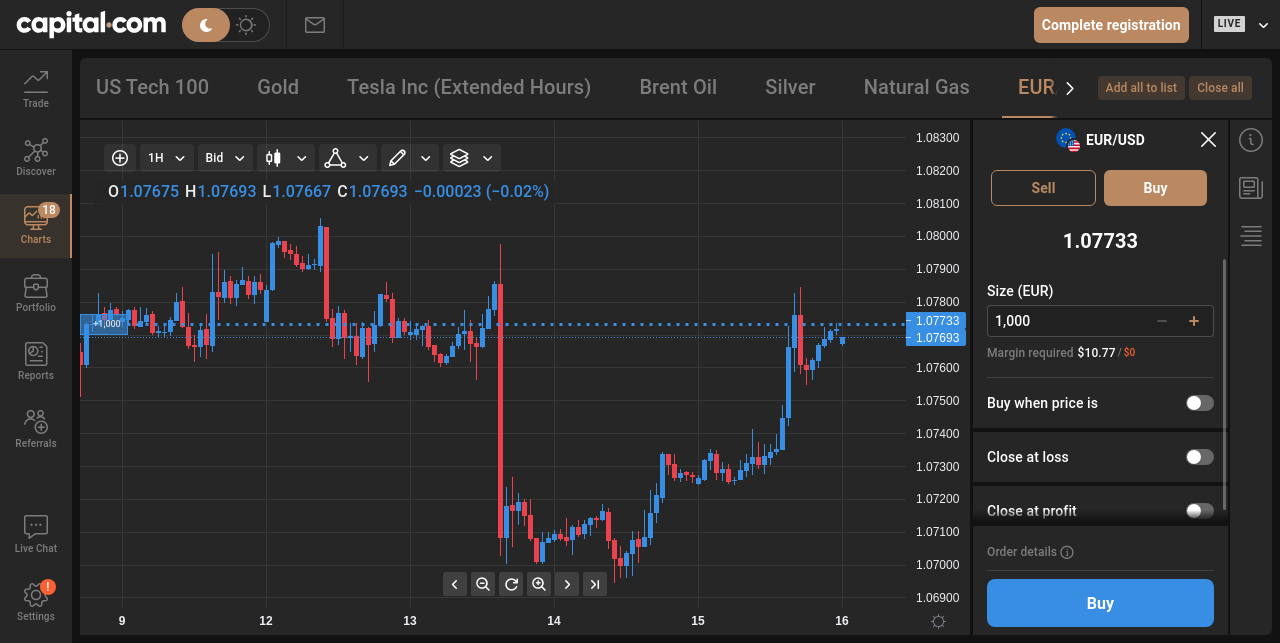 capital.com
Complete registration
LIVE
Trade
Discover
18
Charts
Portfolio
Reports
Referrals
Live Chat
!
Settings
US Tech 100 Gold Tesla Inc (Extended Hours) Brent Oil Silver Natural Gas EUR
Add all to list Close all
1H Bid
O1.07675 H1.07693 L1.07667 C1.07693 −0.00023 (−0.02%)
+1,000
1.08300
1.08200
1.08100
1.08000
1.07900
1.07800
1.07733
1.07693
1.07600
1.07500
1.07400
1.07300
1.07200
1.07100
1.07000
1.06900
9 12 13 14 15 16
EUR/USD
Sell Buy
1.07733
Size (EUR)
1,000 − +
Margin required $10.77 / $0
Buy when price is
Close at loss
Close at profit
Order details
Buy